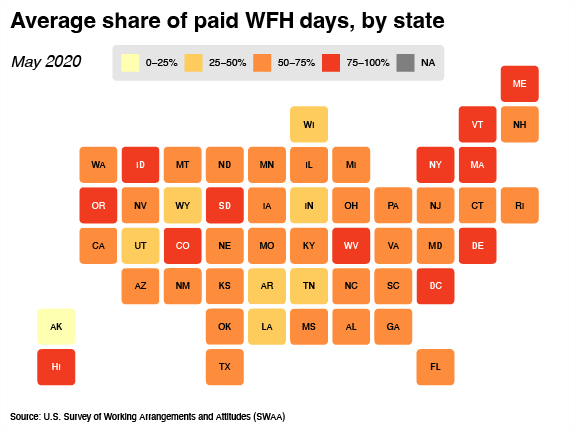 Average share of paid WFH days, by state
May 2020 0–25% 25–50% 50–75% 75–100% NA
ME
WI VT NH
WA ID MT ND MN IL MI NY MA
OR NV WY SD IA IN OH PA NJ CT RI
CA UT CO NE MO KY WV VA MD DE
AZ NM KS AR TN NC SC DC
AK OK LA MS AL GA
HI TX FL
Source: U.S. Survey of Working Arrangements and Attitudes (SWAA)